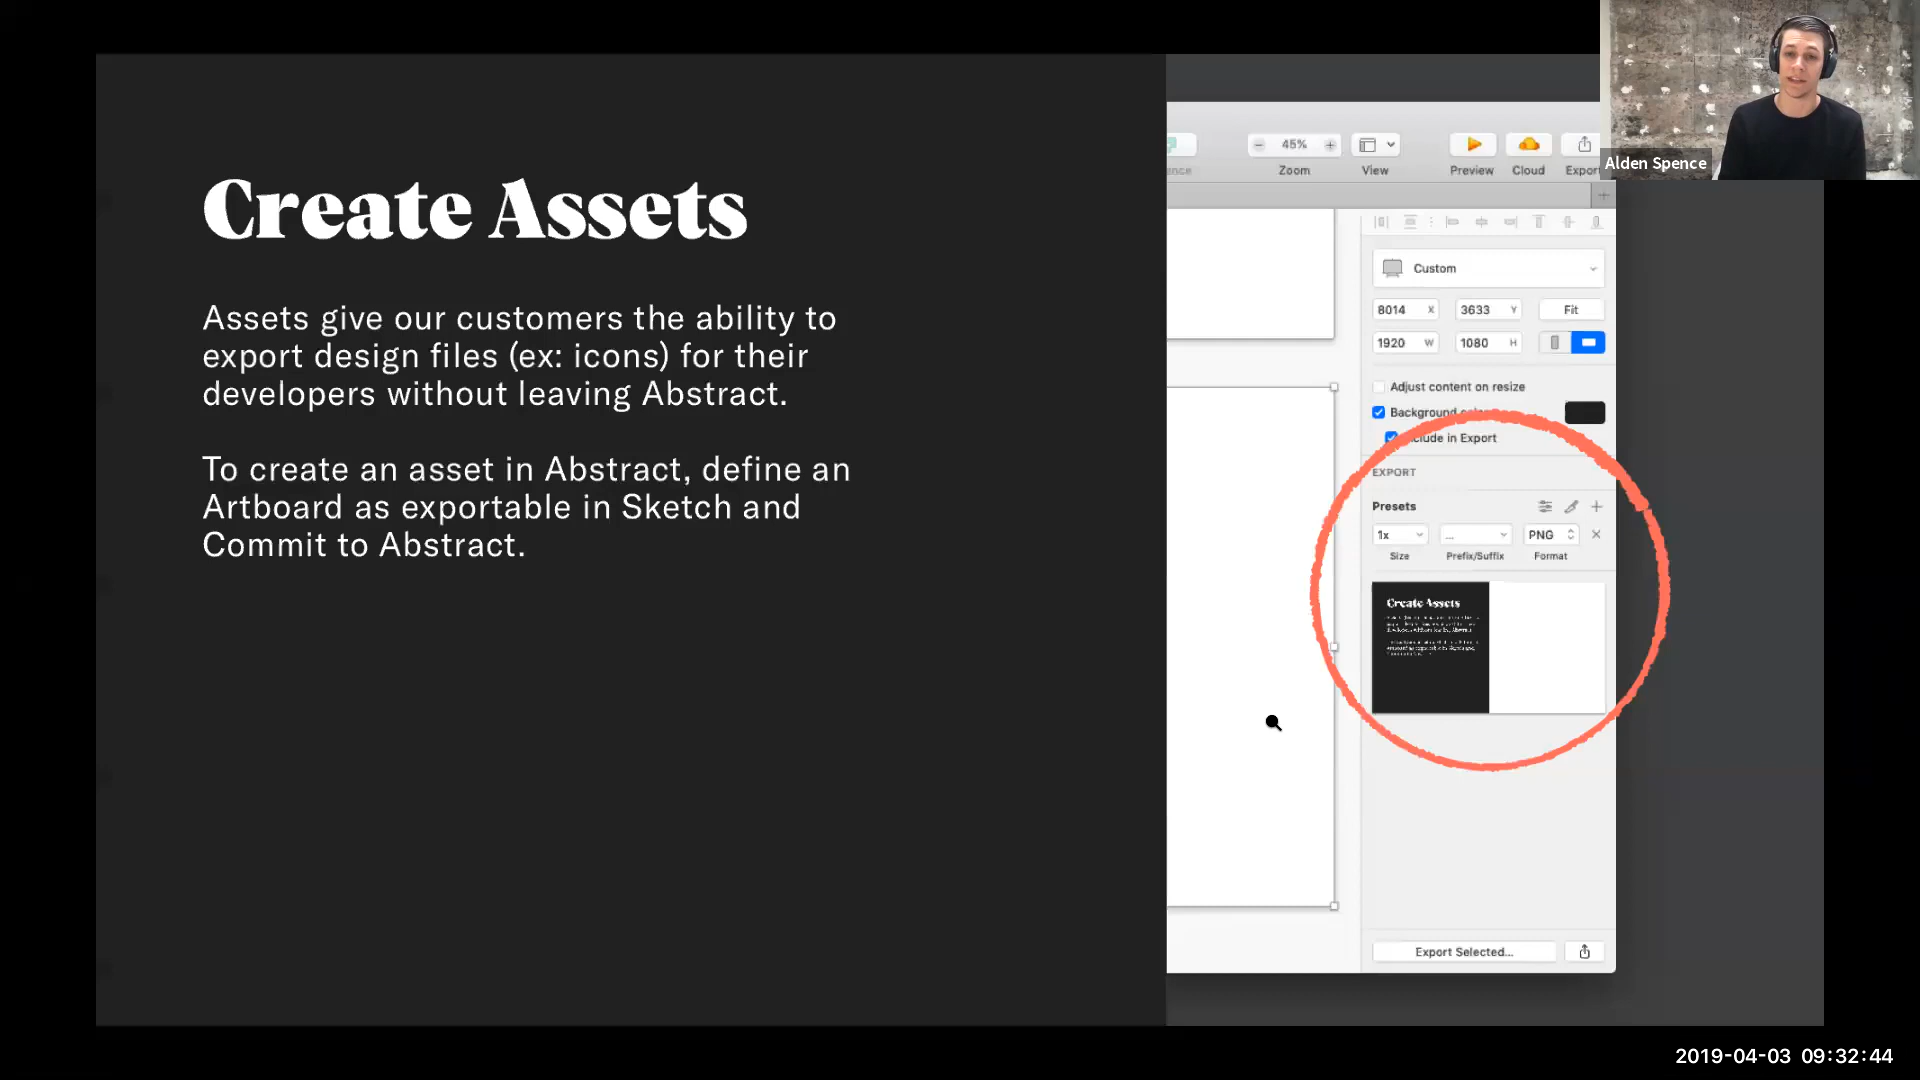 Create Assets
Assets give our customers the ability to
export design files (ex: icons) for their
developers without leaving Abstract.
To create an asset in Abstract, define an
Artboard as exportable in Sketch and
Commit to Abstract.
45%
Zoom
View
Preview
Cloud
Export
Alden Spence
Custom
8014 X
3633 Y
Fit
1920 W
1080 H
Adjust content on resize
Background
Include in Export
EXPORT
Presets
1x
...
PNG
Size
Prefix/Suffix
Format
Create Assets
Export Selected...
2019-04-03 09:32:44